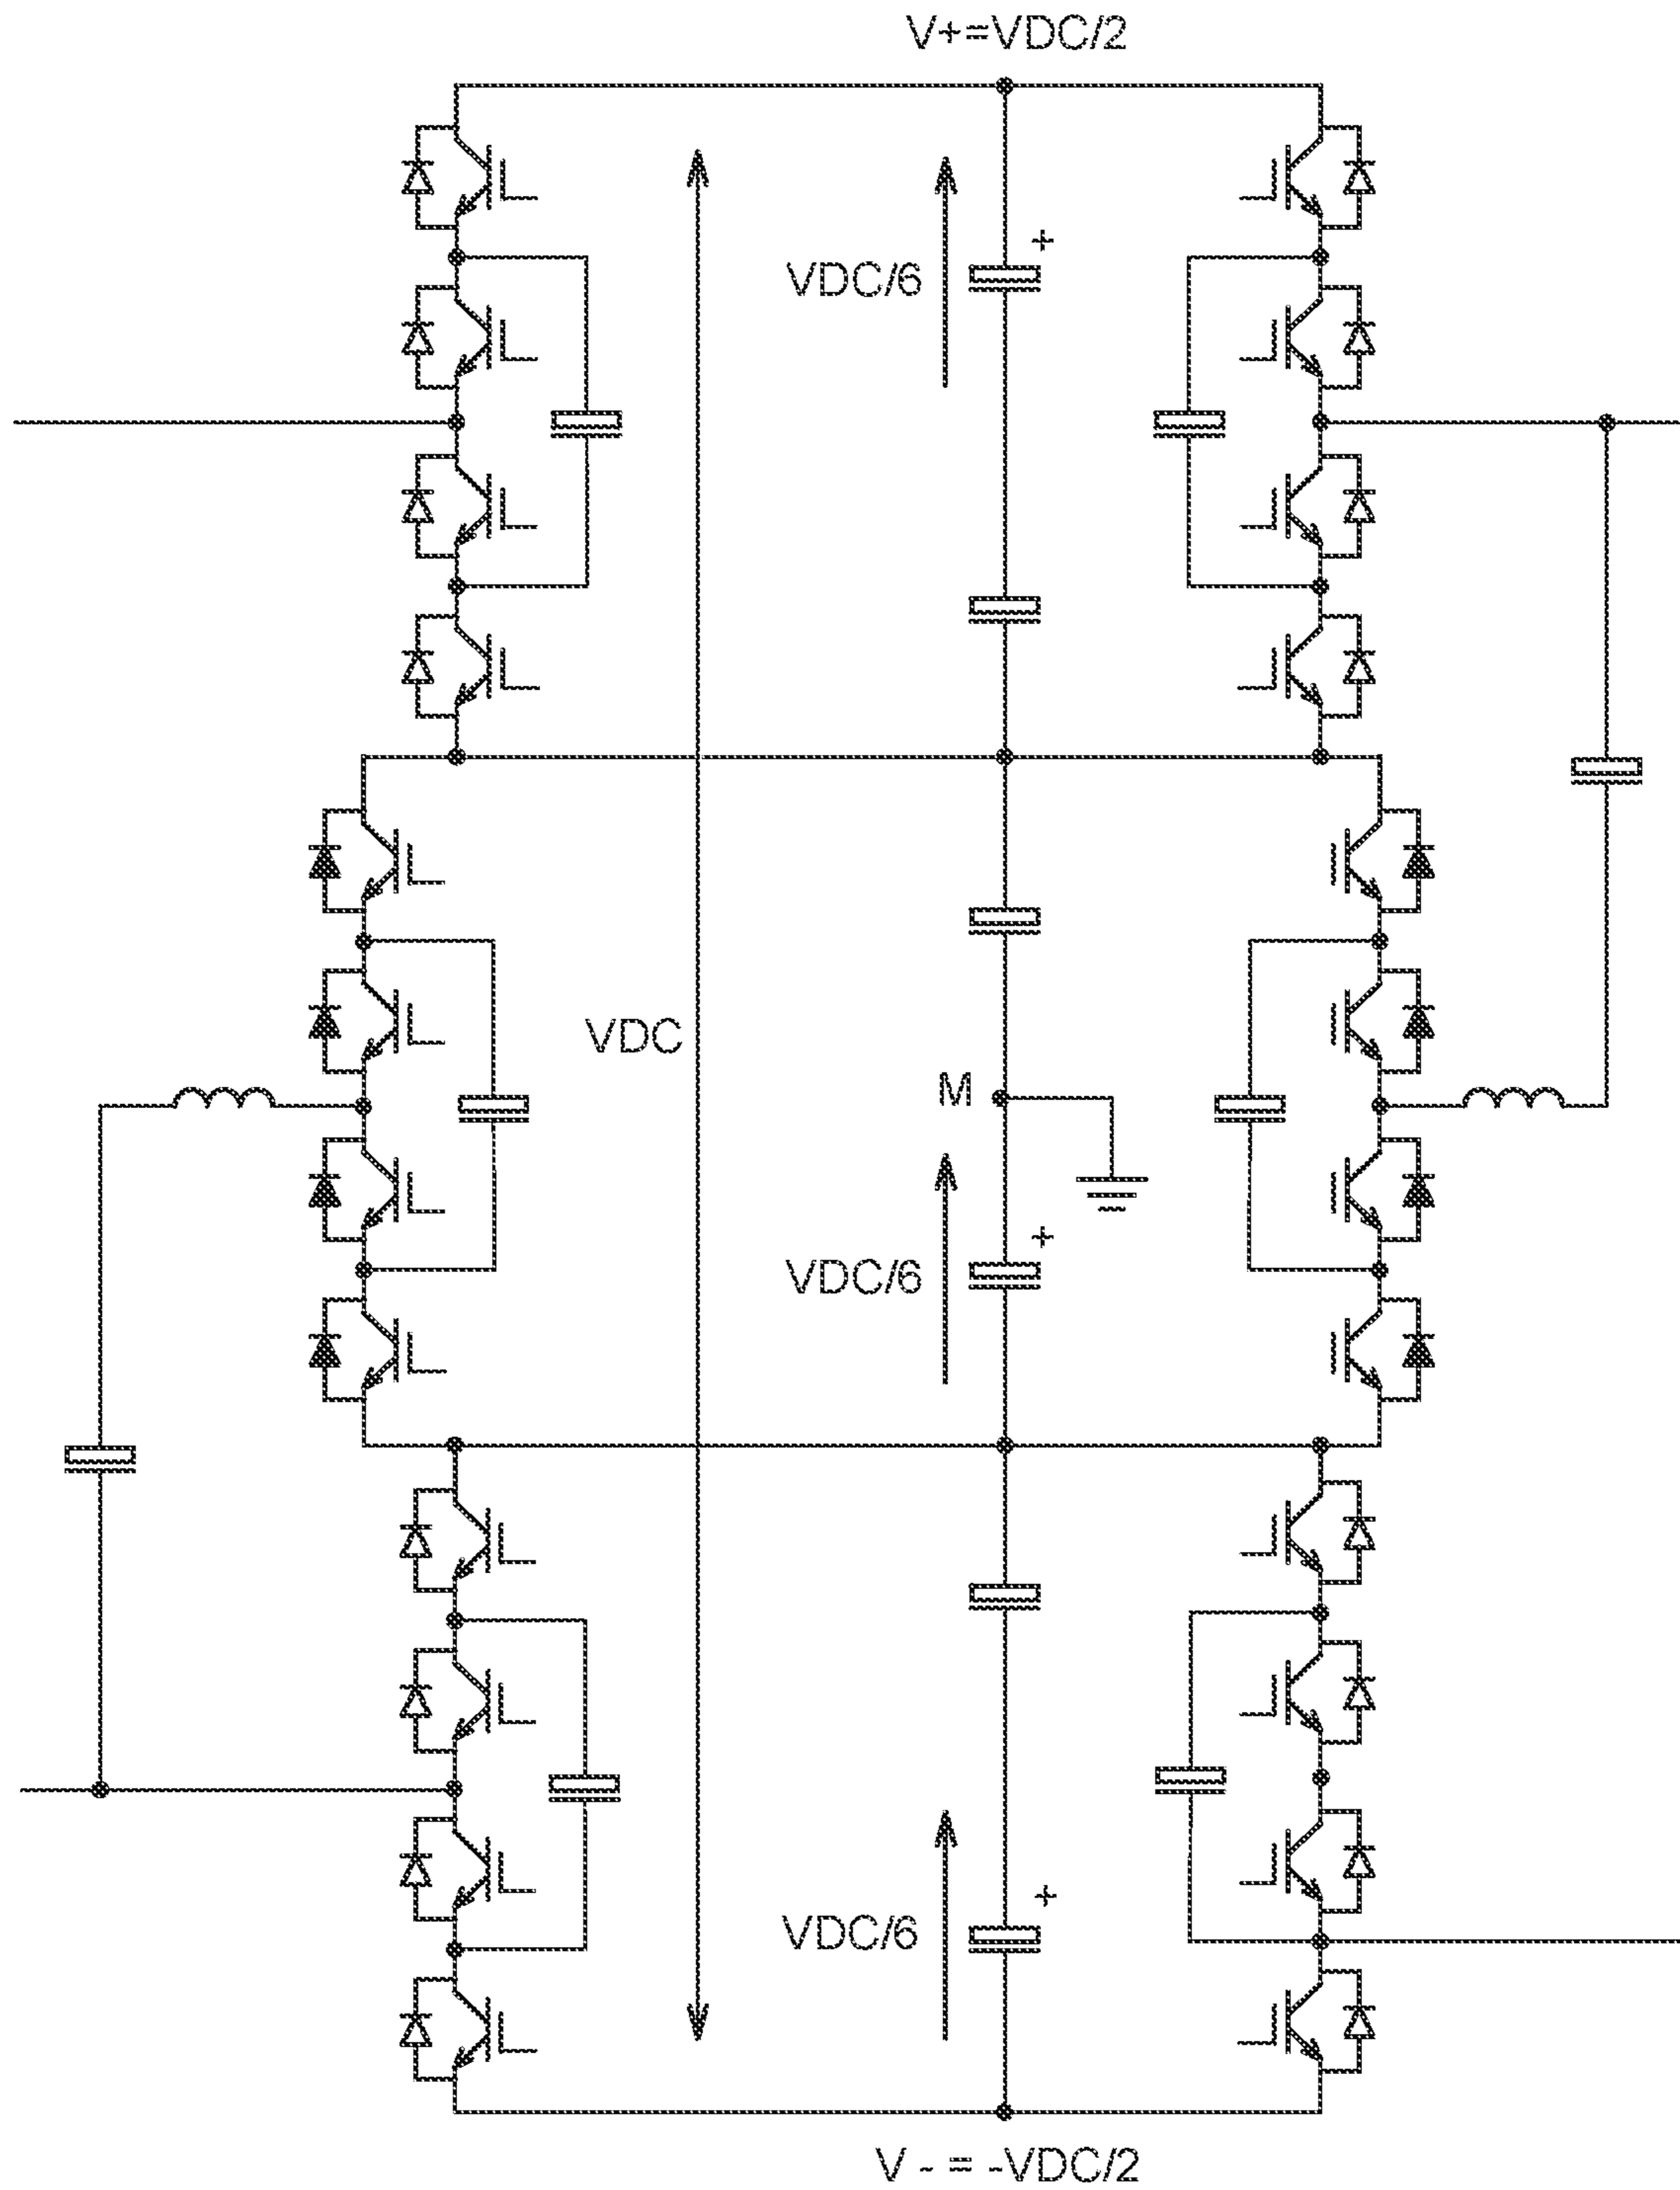 V+=VDC/2
+
VDC/6
VDC
M
+
VDC/6
+
VDC/6
V - = -VDC/2